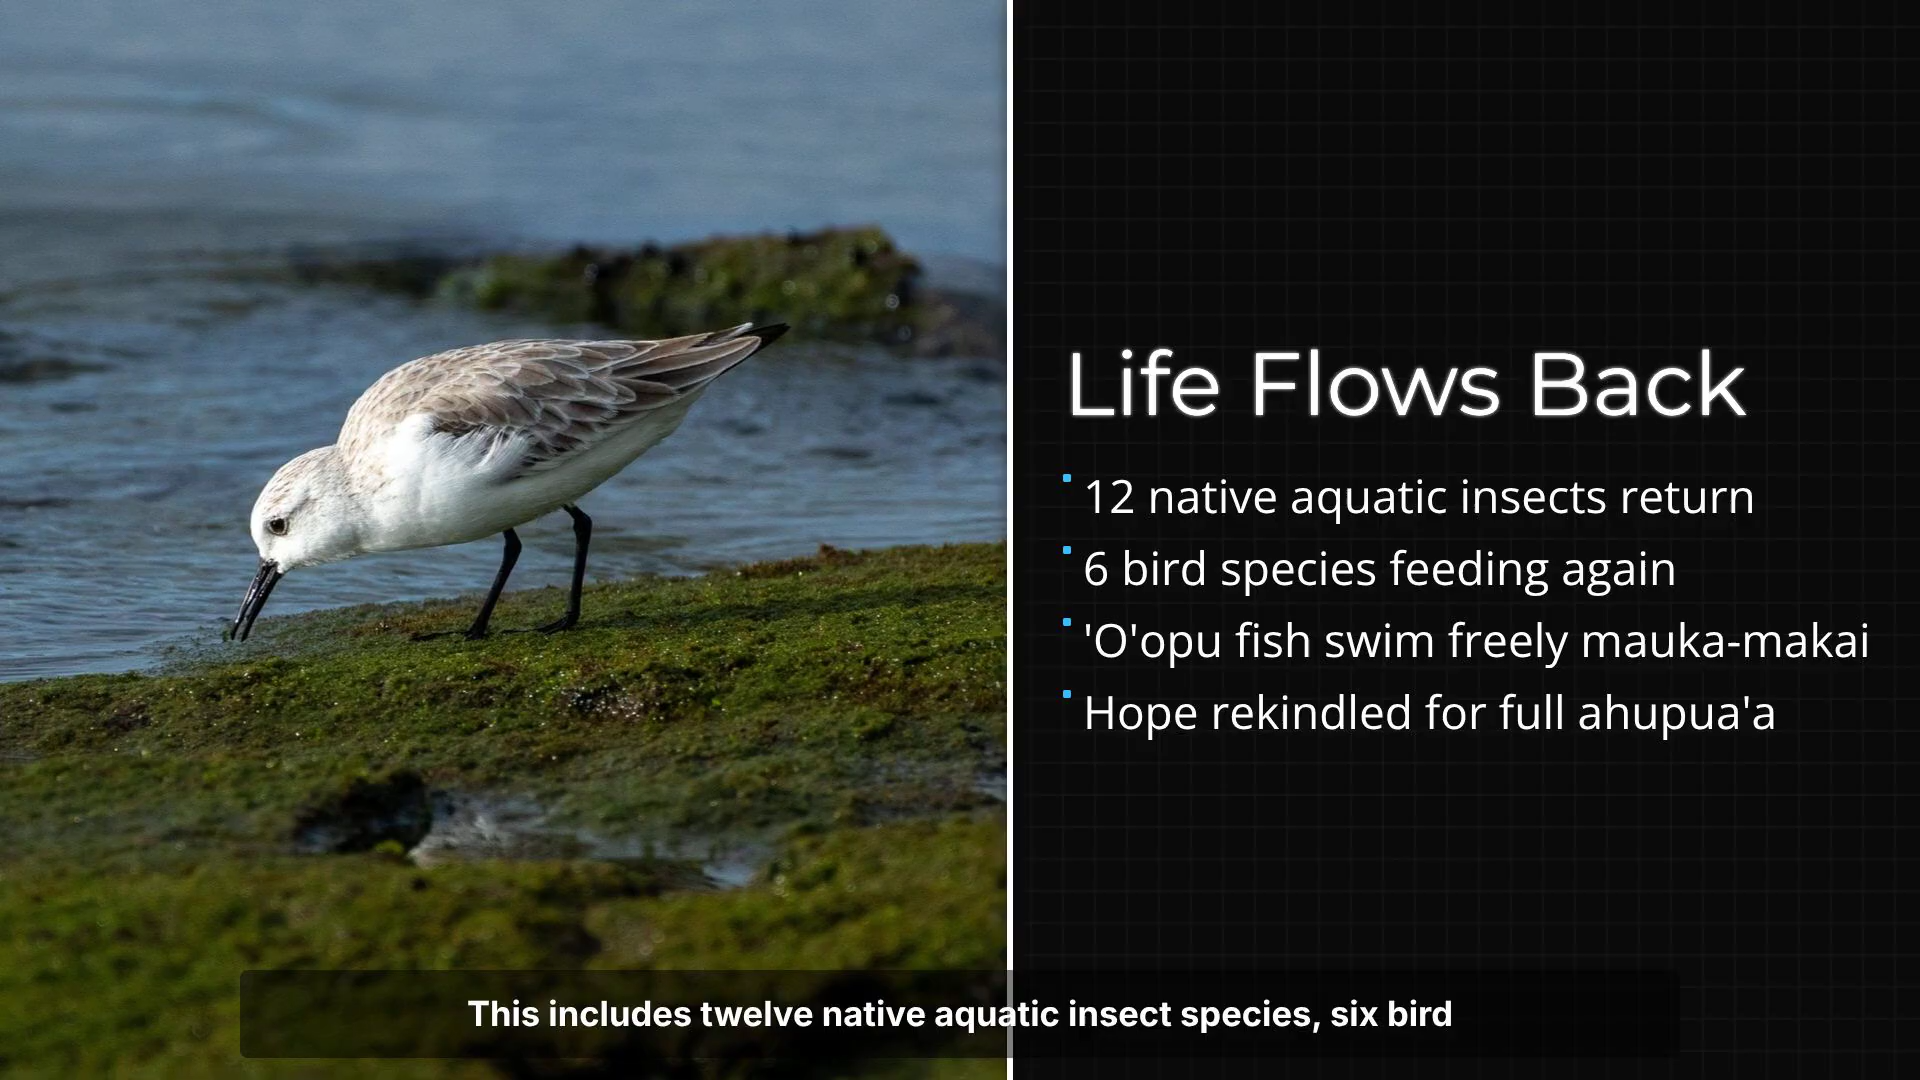 Life Flows Back
12 native aquatic insects return
6 bird species feeding again
'O'opu fish swim freely mauka-makai
Hope rekindled for full ahupua'a
This includes twelve native aquatic insect species, six bird